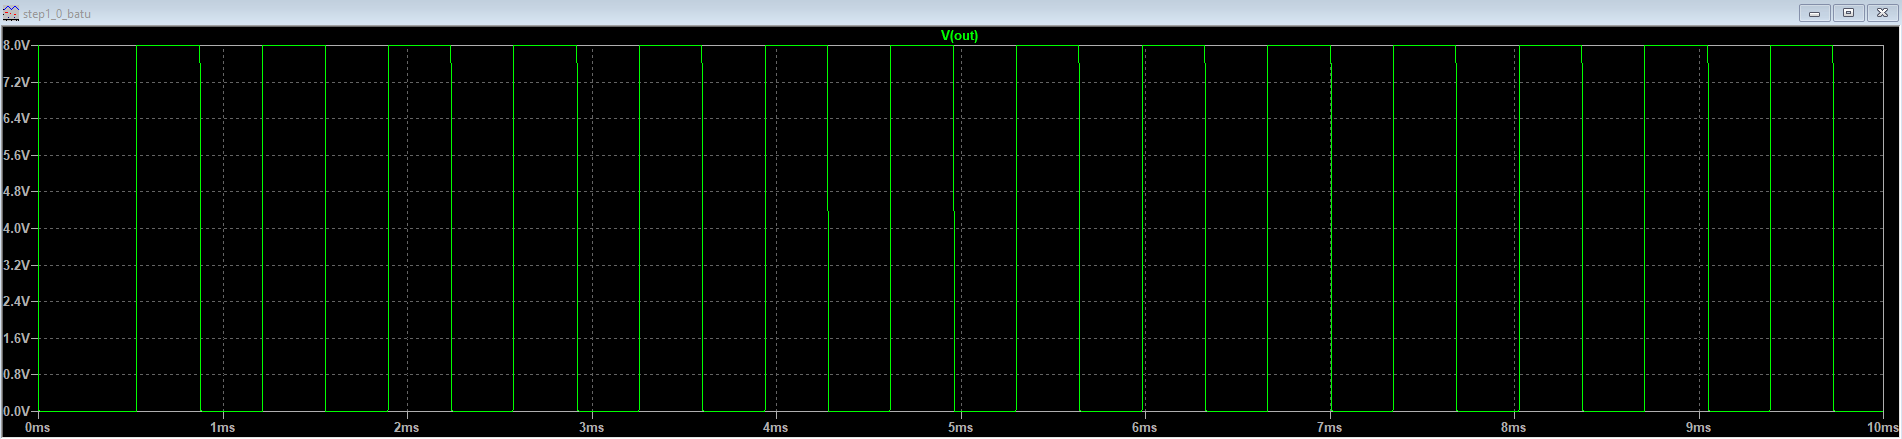 step1_0_batu
V(out)
8.0V
7.2V
6.4V
5.6V
4.8V
4.0V
3.2V
2.4V
1.6V
0.8V
0.0V
0ms 1ms 2ms 3ms 4ms 5ms 6ms 7ms 8ms 9ms 10ms